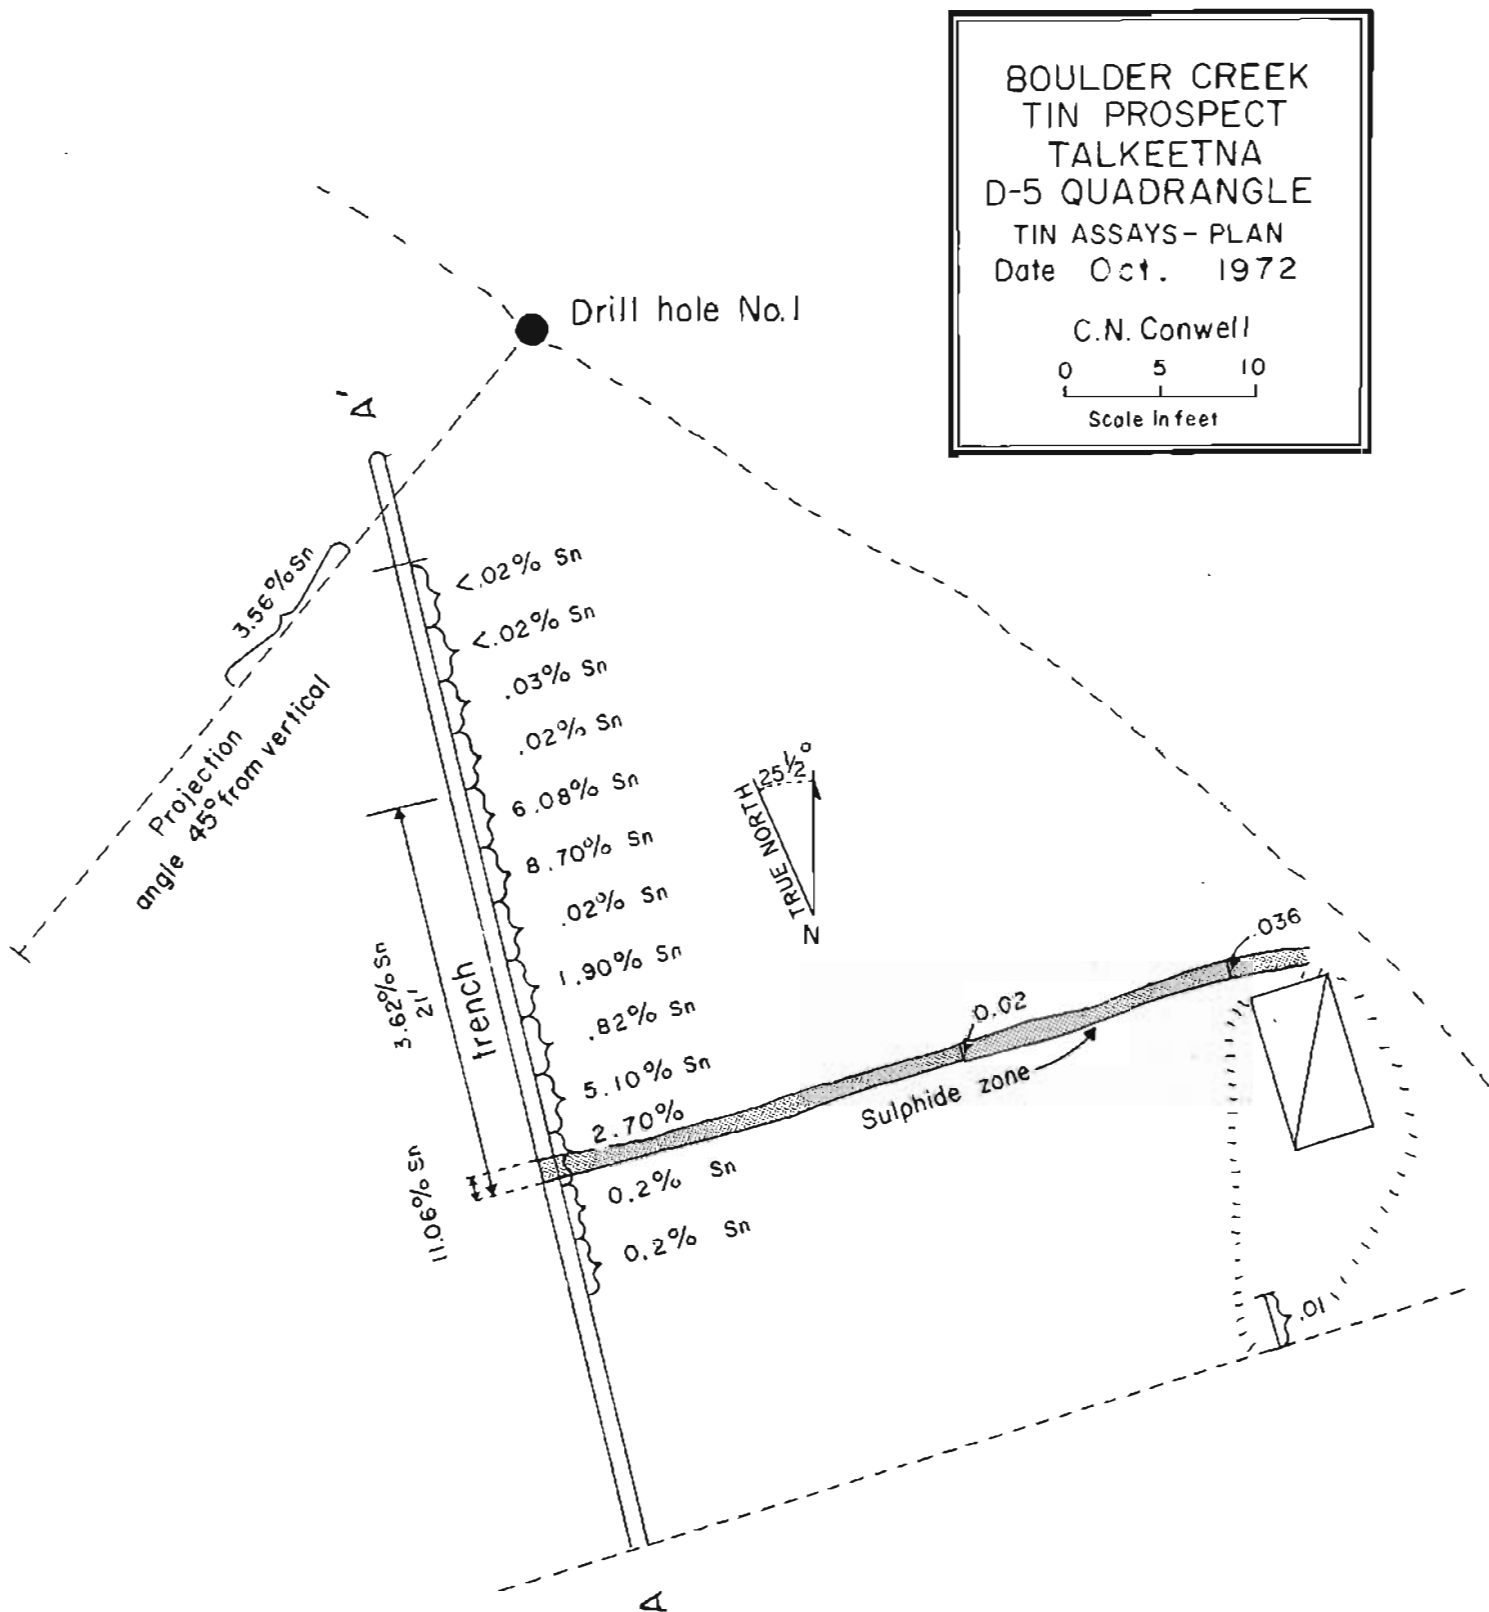 BOULDER CREEK
TIN PROSPECT
TALKEETNA
D-5 QUADRANGLE
TIN ASSAYS - PLAN
Date Oct. 1972
C.N. Conwell
0 5 10
Scale in feet
Drill hole No. 1
A'
3.56% Sn
Projection
angle 45° from vertical
<.02% Sn
<.02% Sn
.03% Sn
.02% Sn
6.08% Sn
8.70% Sn
.02% Sn
1.90% Sn
.82% Sn
5.10% Sn
2.70%
0.2% Sn
0.2% Sn
3.62% Sn
21'
trench
11.06% Sn
25½°
TRUE NORTH
N
.036
0.02
Sulphide zone
.01
A